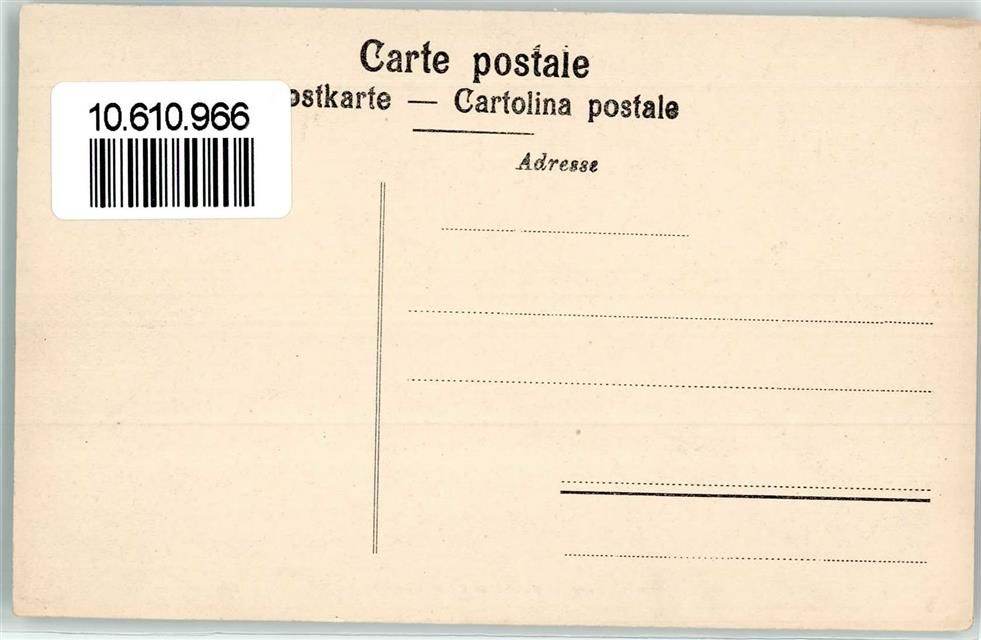 Carte postale
ostkarte — Cartolina postale
10.610.966
Adresse